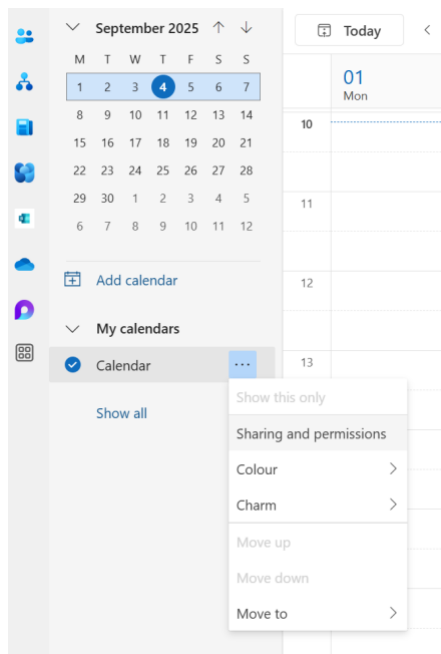 September 2025
M T W T F S S
1 2 3 4 5 6 7
8 9 10 11 12 13 14
15 16 17 18 19 20 21
22 23 24 25 26 27 28
29 30 1 2 3 4 5
6 7 8 9 10 11 12
Add calendar
My calendars
Calendar
Show all
Show this only
Sharing and permissions
Colour
Charm
Move up
Move down
Move to
Today
01
Mon
10
11
12
13